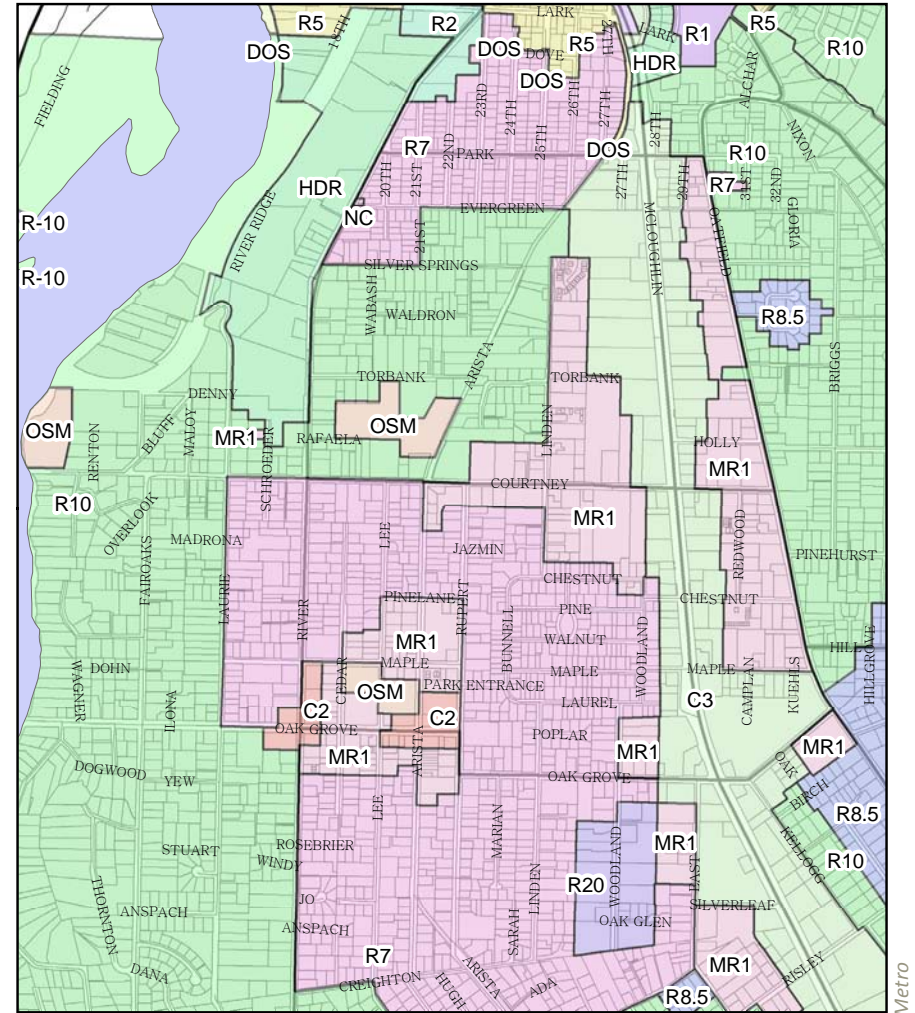 LARK
R5
18TH
R2
DOS
DOS
R5
DOVE
DOS
27TH
LARK
R1
R5
R10
HDR
FIELDING
23RD
24TH
25TH
26TH
27TH
28TH
ALCHAR
NIXON
R7
22ND
PARK
DOS
R10
20TH
21ST
27TH
29TH
R7
31ST
32ND
HDR
NC
EVERGREEN
21ST
MCLOUGHLIN
OATFIELD
GLORIA
R-10
RIVER RIDGE
SILVER SPRINGS
R-10
WABASH
WALDRON
R8.5
ARISTA
BRIGGS
TORBANK
TORBANK
DENNY
OSM
RENTON
BLUFF
MALOY
MR1
SCHROEDER
RAFAELA
OSM
LINDEN
HOLLY
MR1
COURTNEY
R10
OVERLOOK
MADRONA
LEE
MR1
JAZMIN
REDWOOD
PINEHURST
FAIROAKS
LAURIE
RIVER
PINELANE
RUPERT
CHESTNUT
CHESTNUT
BUNNELL
PINE
WALNUT
WOODLAND
HILL
HILLGROVE
MR1
MAPLE
MAPLE
MAPLE
CAMPLAN
KUEHLS
WAGNER
DOHN
ILONA
CEDAR
OSM
PARK ENTRANCE
LAUREL
C3
C2
C2
OAK GROVE
ARISTA
POPLAR
MR1
MR1
MR1
DOGWOOD
YEW
OAK GROVE
OAK
BIRCH
LEE
MARIAN
R8.5
STUART
ROSEBRIER
WINDY
WOODLAND
MR1
KELLOGG
R10
R20
EAST
THORNTON
JO
LINDEN
SILVERLEAF
ANSPACH
ANSPACH
SARAH
OAK GLEN
R7
DANA
CREIGHTON
HUGH
ARISTA
ADA
MR1
RISLEY
R8.5
Metro